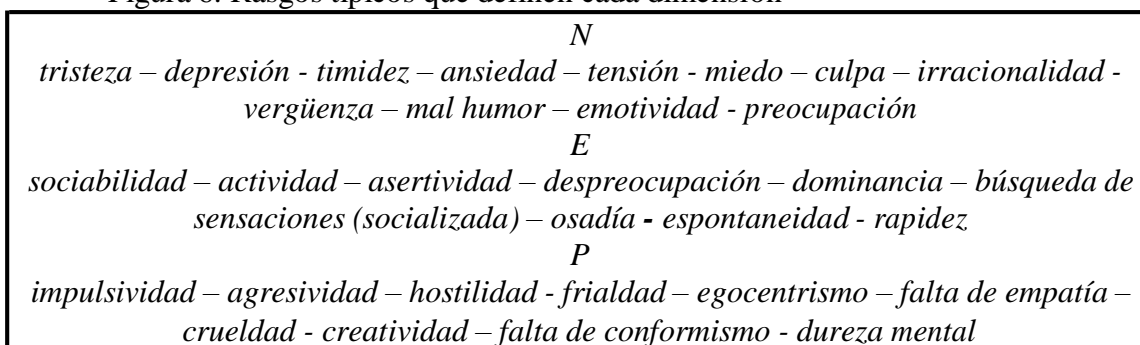 Figura 8. Rasgos típicos que definen cada dimensión
N
tristeza – depresión - timidez – ansiedad – tensión - miedo – culpa – irracionalidad -
vergüenza – mal humor – emotividad - preocupación
E
sociabilidad – actividad – asertividad – despreocupación – dominancia – búsqueda de
sensaciones (socializada) – osadía - espontaneidad - rapidez
P
impulsividad – agresividad – hostilidad - frialdad – egocentrismo – falta de empatía –
crueldad - creatividad – falta de conformismo - dureza mental